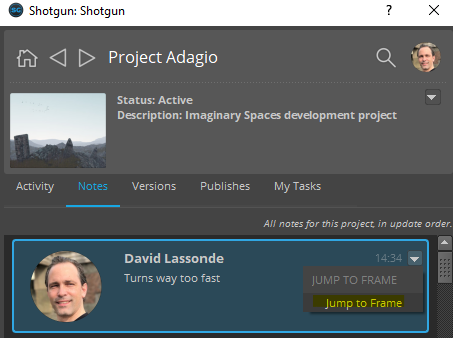 SG Shotgun: Shotgun
Project Adagio
Status: Active
Description: Imaginary Spaces development project
Activity Notes Versions Publishes My Tasks
All notes for this project, in update order.
David Lassonde 14:34
Turns way too fast
JUMP TO FRAME
Jump to Frame